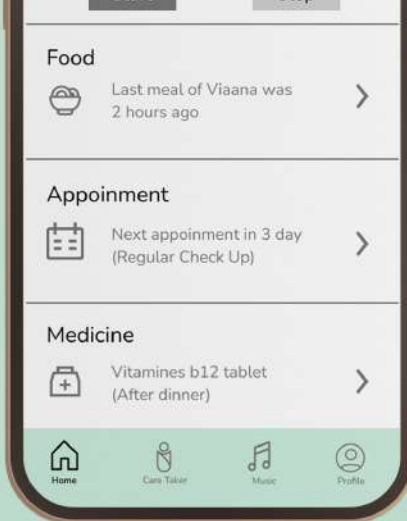 Food
Last meal of Viaana was
2 hours ago
Appoinment
Next appoinment in 3 day
(Regular Check Up)
Medicine
Vitamines b12 tablet
(After dinner)
Home
Care Taker
Music
Profile